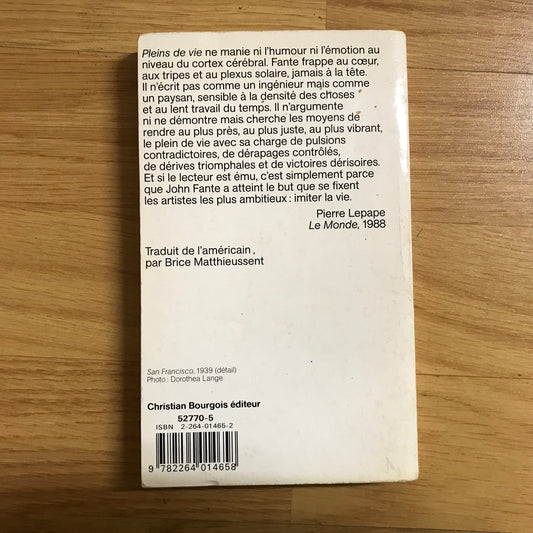 Pleins de vie ne manie ni l'humour ni l'émotion au
niveau du cortex cérébral. Fante frappe au cœur,
aux tripes et au plexus solaire, jamais à la tête.
Il n'écrit pas comme un ingénieur mais comme
un paysan, sensible à la densité des choses
et au lent travail du temps. Il n'argumente
ni ne démontre mais cherche les moyens de
rendre au plus près, au plus juste, au plus vibrant,
le plein de vie avec sa charge de pulsions
contradictoires, de dérapages contrôlés,
de dérives triomphales et de victoires dérisoires.
Et si le lecteur est ému, c'est simplement parce
que John Fante a atteint le but que se fixent
les artistes les plus ambitieux : imiter la vie.
Pierre Lepape
Le Monde, 1988
Traduit de l'américain
par Brice Matthieussent
San Francisco, 1939 (détail)
Photo : Dorothea Lange
Christian Bourgois éditeur
52770-5
ISBN 2-264-01465-2
9 782264 014658